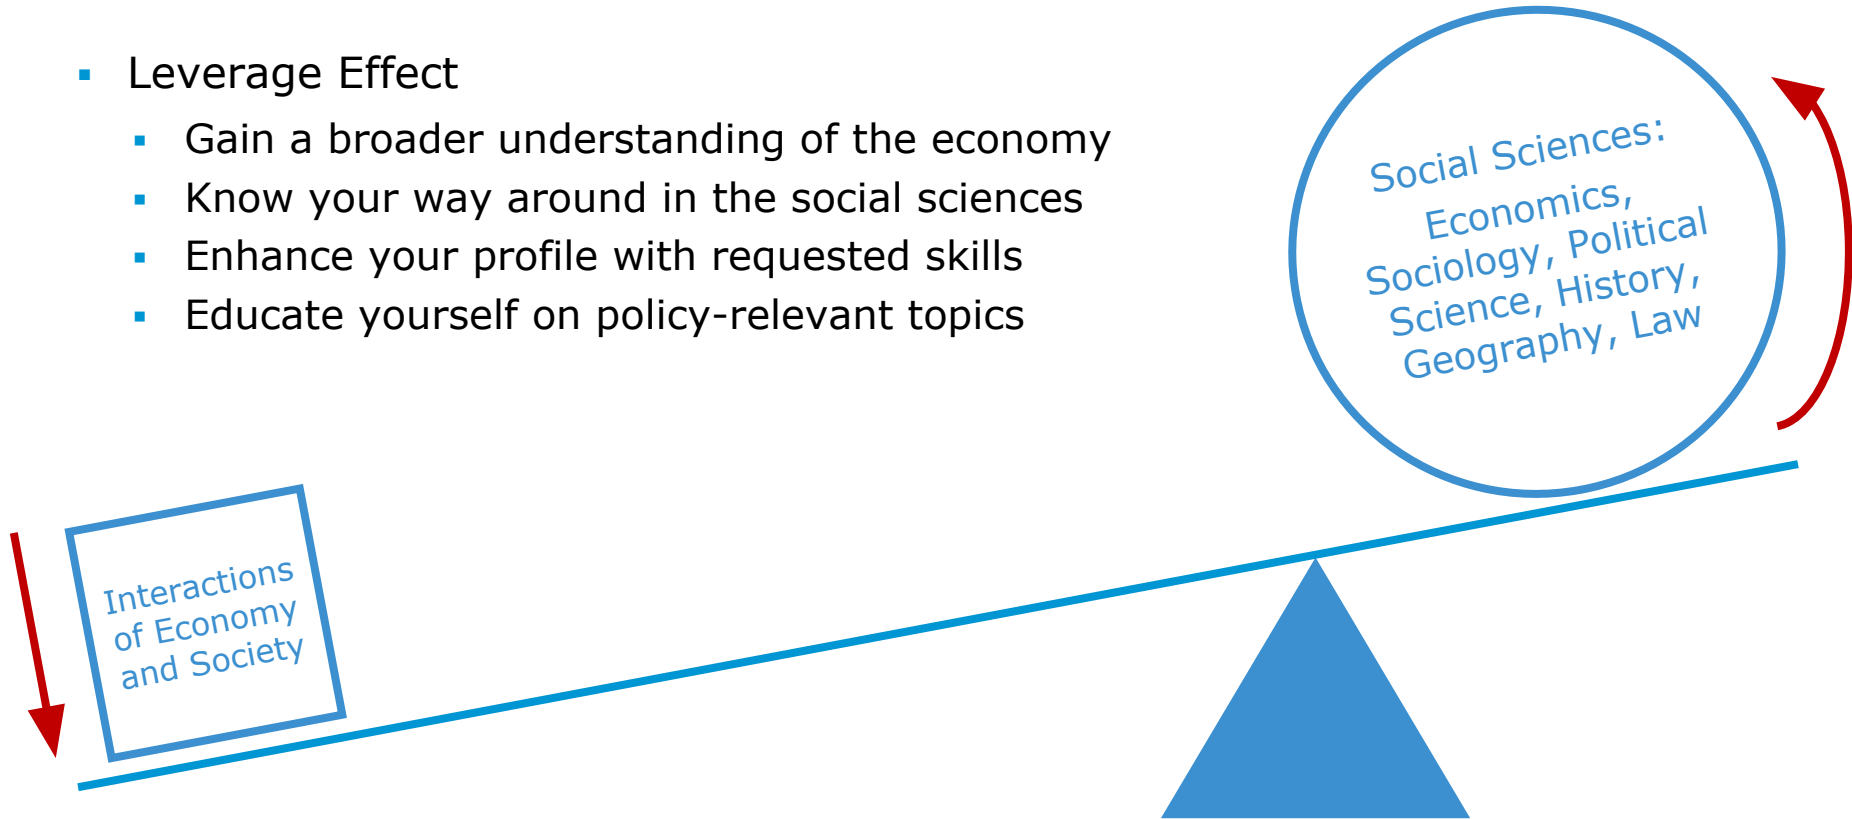 Leverage Effect
Gain a broader understanding of the economy
Know your way around in the social sciences
Enhance your profile with requested skills
Educate yourself on policy-relevant topics
Social Sciences:
Economics,
Sociology, Political
Science, History,
Geography, Law
Interactions
of Economy
and Society